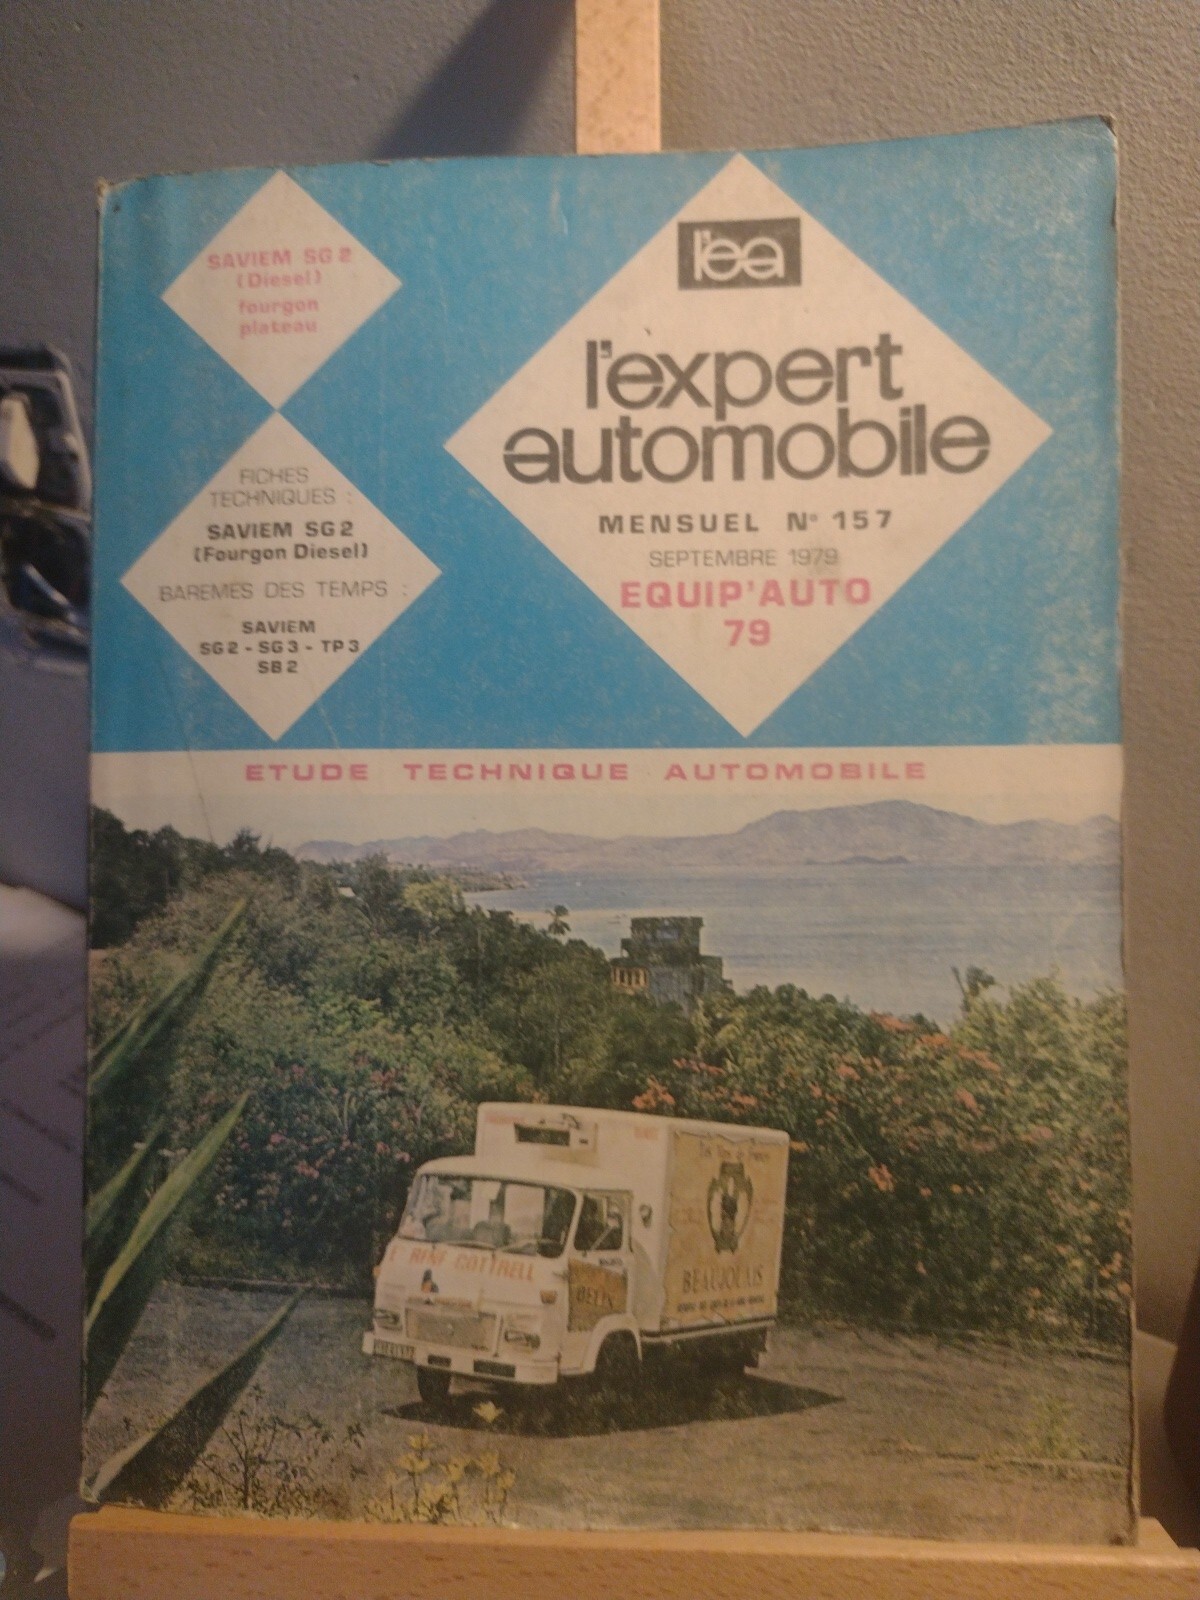 SAVIEM SG 2
(Diesel)
fourgon
plateau
FICHES
TECHNIQUES :
SAVIEM SG 2
(Fourgon Diesel)
BAREMES DES TEMPS :
SAVIEM
SG 2 - SG 3 - TP 3
SB 2
l'ea
l'expert
automobile
MENSUEL N° 157
SEPTEMBRE 1979
EQUIP'AUTO
79
ETUDE TECHNIQUE AUTOMOBILE
RENÉ COTTRELL
BEAUJOLAIS